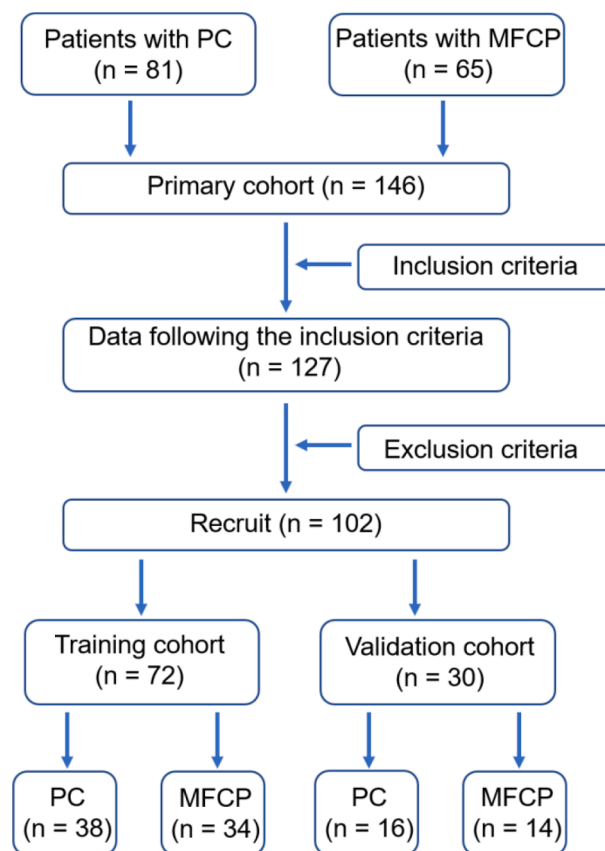 Patients with PC
(n = 81)
Patients with MFCP
(n = 65)
Primary cohort (n = 146)
Inclusion criteria
Data following the inclusion criteria
(n = 127)
Exclusion criteria
Recruit (n = 102)
Training cohort
(n = 72)
Validation cohort
(n = 30)
PC
(n = 38)
MFCP
(n = 34)
PC
(n = 16)
MFCP
(n = 14)